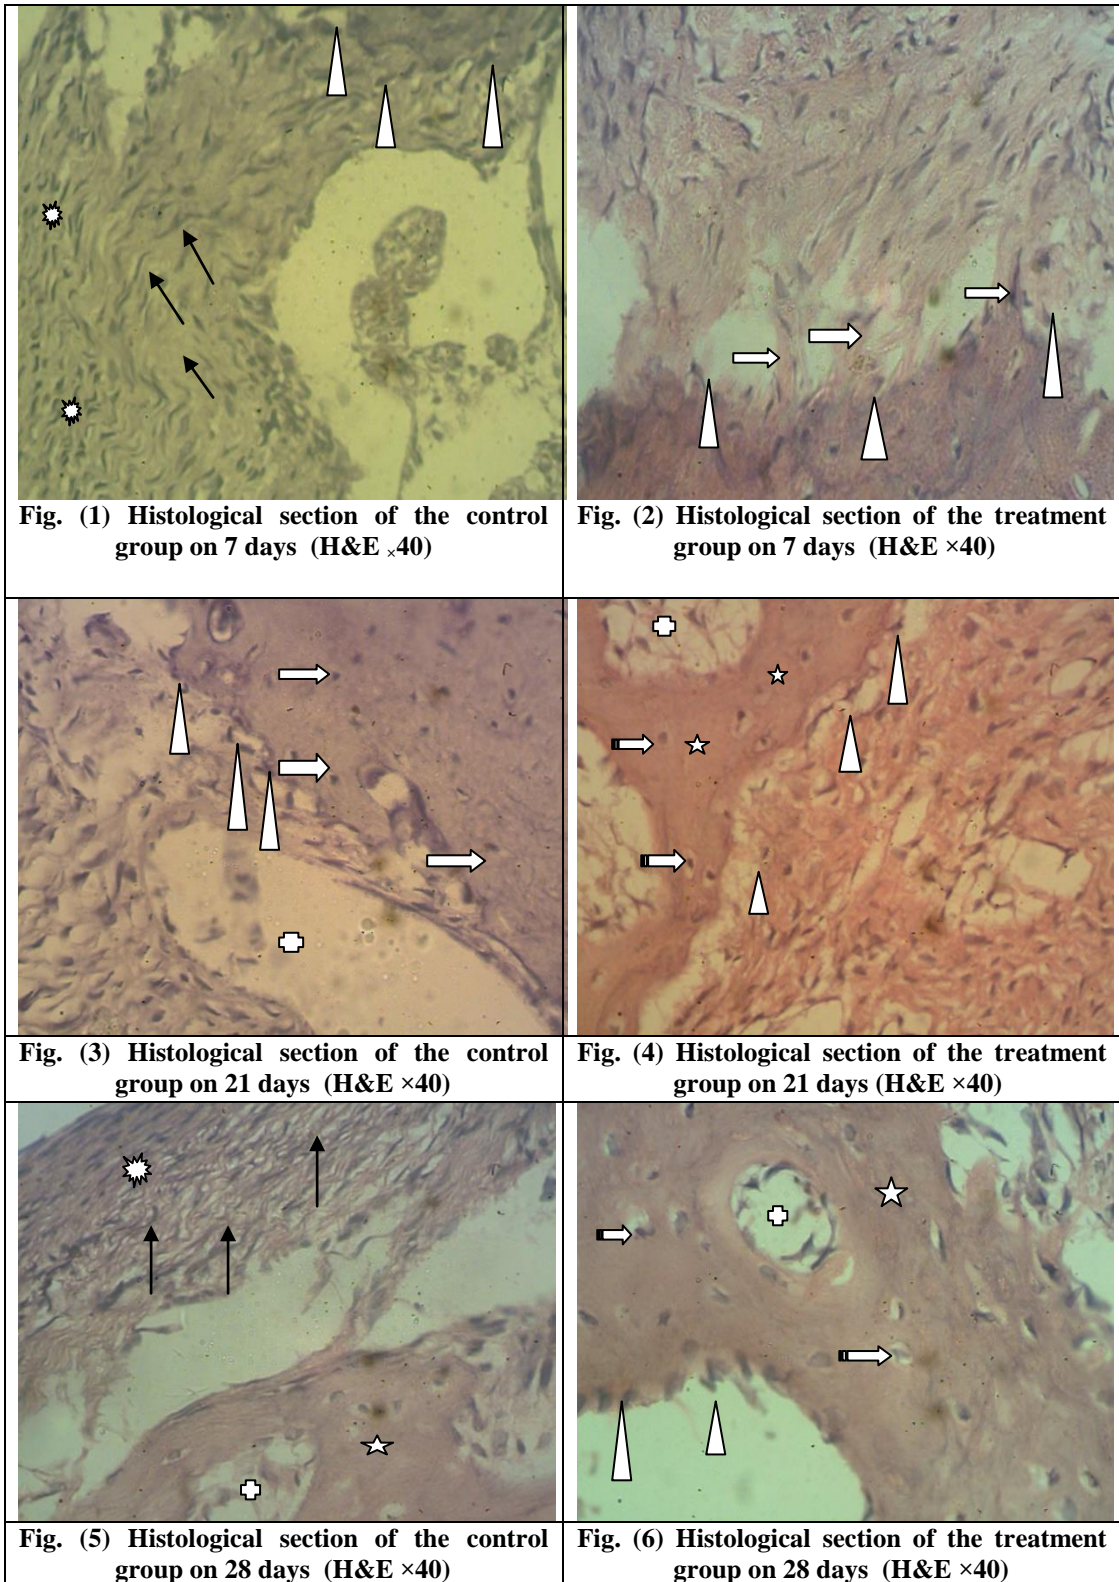 Fig. (1) Histological section of the control
group on 7 days (H&E ×40)
Fig. (2) Histological section of the treatment
group on 7 days (H&E ×40)
Fig. (3) Histological section of the control
group on 21 days (H&E ×40)
Fig. (4) Histological section of the treatment
group on 21 days (H&E ×40)
Fig. (5) Histological section of the control
group on 28 days (H&E ×40)
Fig. (6) Histological section of the treatment
group on 28 days (H&E ×40)